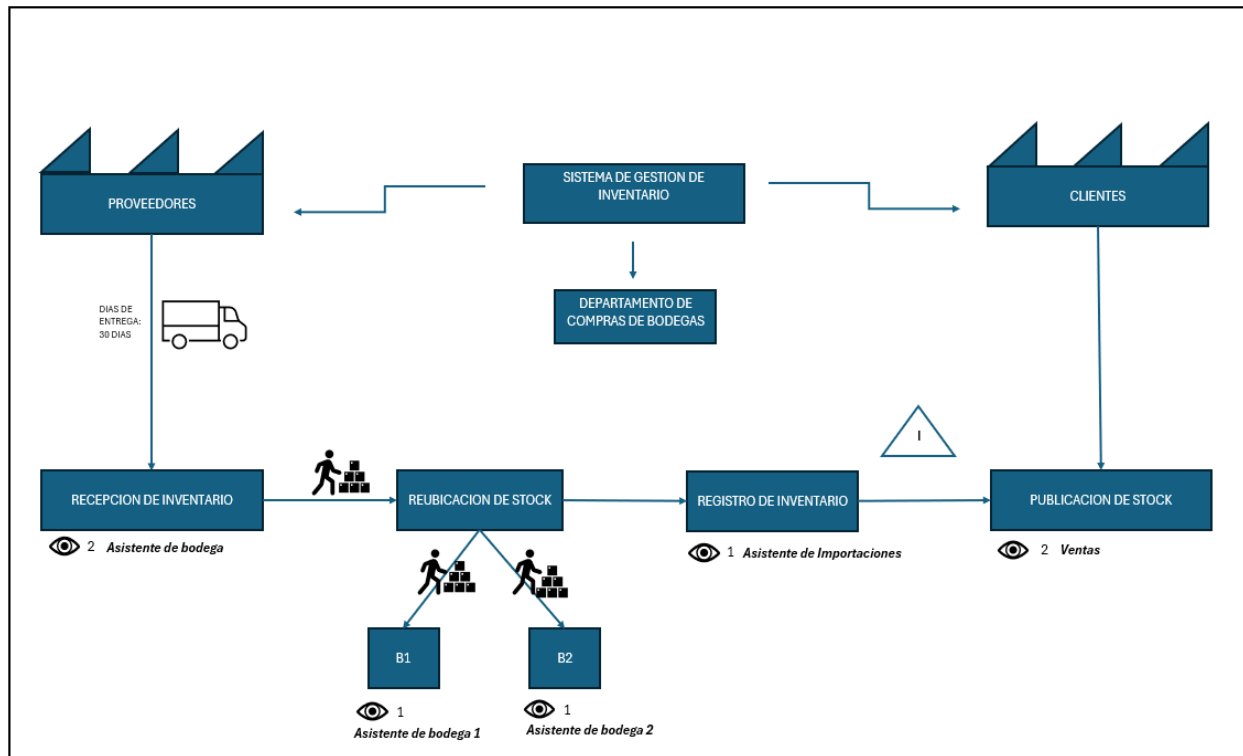 SISTEMA DE GESTION DE
INVENTARIO
PROVEEDORES
CLIENTES
DIAS DE
ENTREGA:
30 DIAS
DEPARTAMENTO DE
COMPRAS DE BODEGAS
I
RECEPCION DE INVENTARIO
REUBICACION DE STOCK
REGISTRO DE INVENTARIO
PUBLICACION DE STOCK
2 Asistente de bodega
1 Asistente de Importaciones
2 Ventas
B1
B2
1
Asistente de bodega 1
1
Asistente de bodega 2